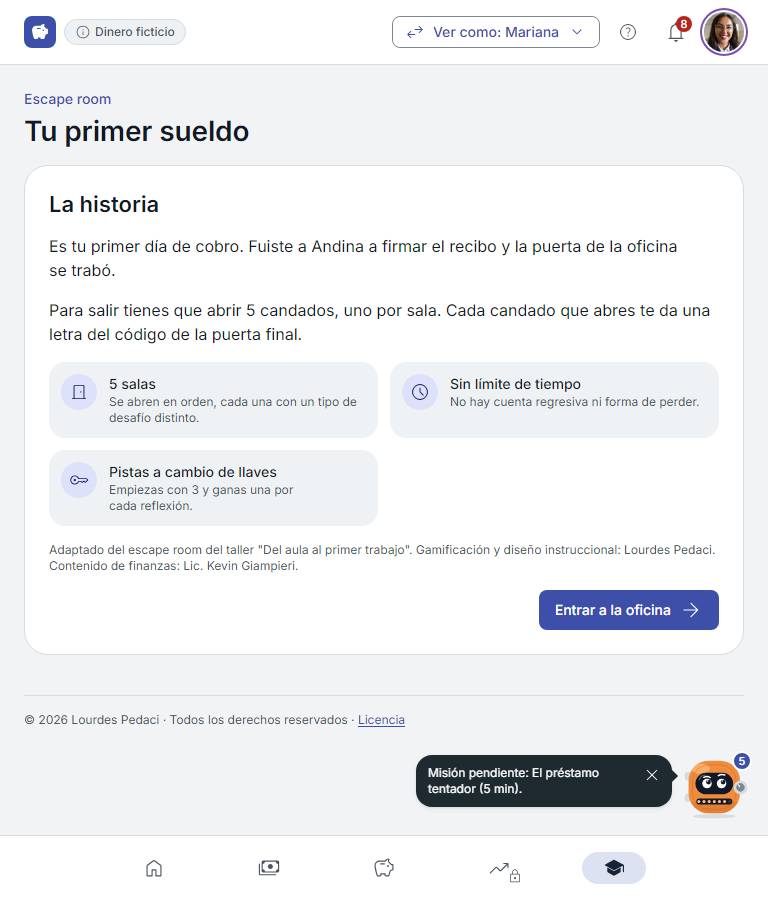 Dinero ficticio
Ver como: Mariana
8
Escape room
Tu primer sueldo
La historia
Es tu primer día de cobro. Fuiste a Andina a firmar el recibo y la puerta de la oficina
se trabó.
Para salir tienes que abrir 5 candados, uno por sala. Cada candado que abres te da una
letra del código de la puerta final.
5 salas
Se abren en orden, cada una con un tipo de
desafío distinto.
Sin límite de tiempo
No hay cuenta regresiva ni forma de perder.
Pistas a cambio de llaves
Empiezas con 3 y ganas una por
cada reflexión.
Adaptado del escape room del taller "Del aula al primer trabajo". Gamificación y diseño instruccional: Lourdes Pedaci.
Contenido de finanzas: Lic. Kevin Giampieri.
Entrar a la oficina
© 2026 Lourdes Pedaci · Todos los derechos reservados · Licencia
Misión pendiente: El préstamo
tentador (5 min).
5